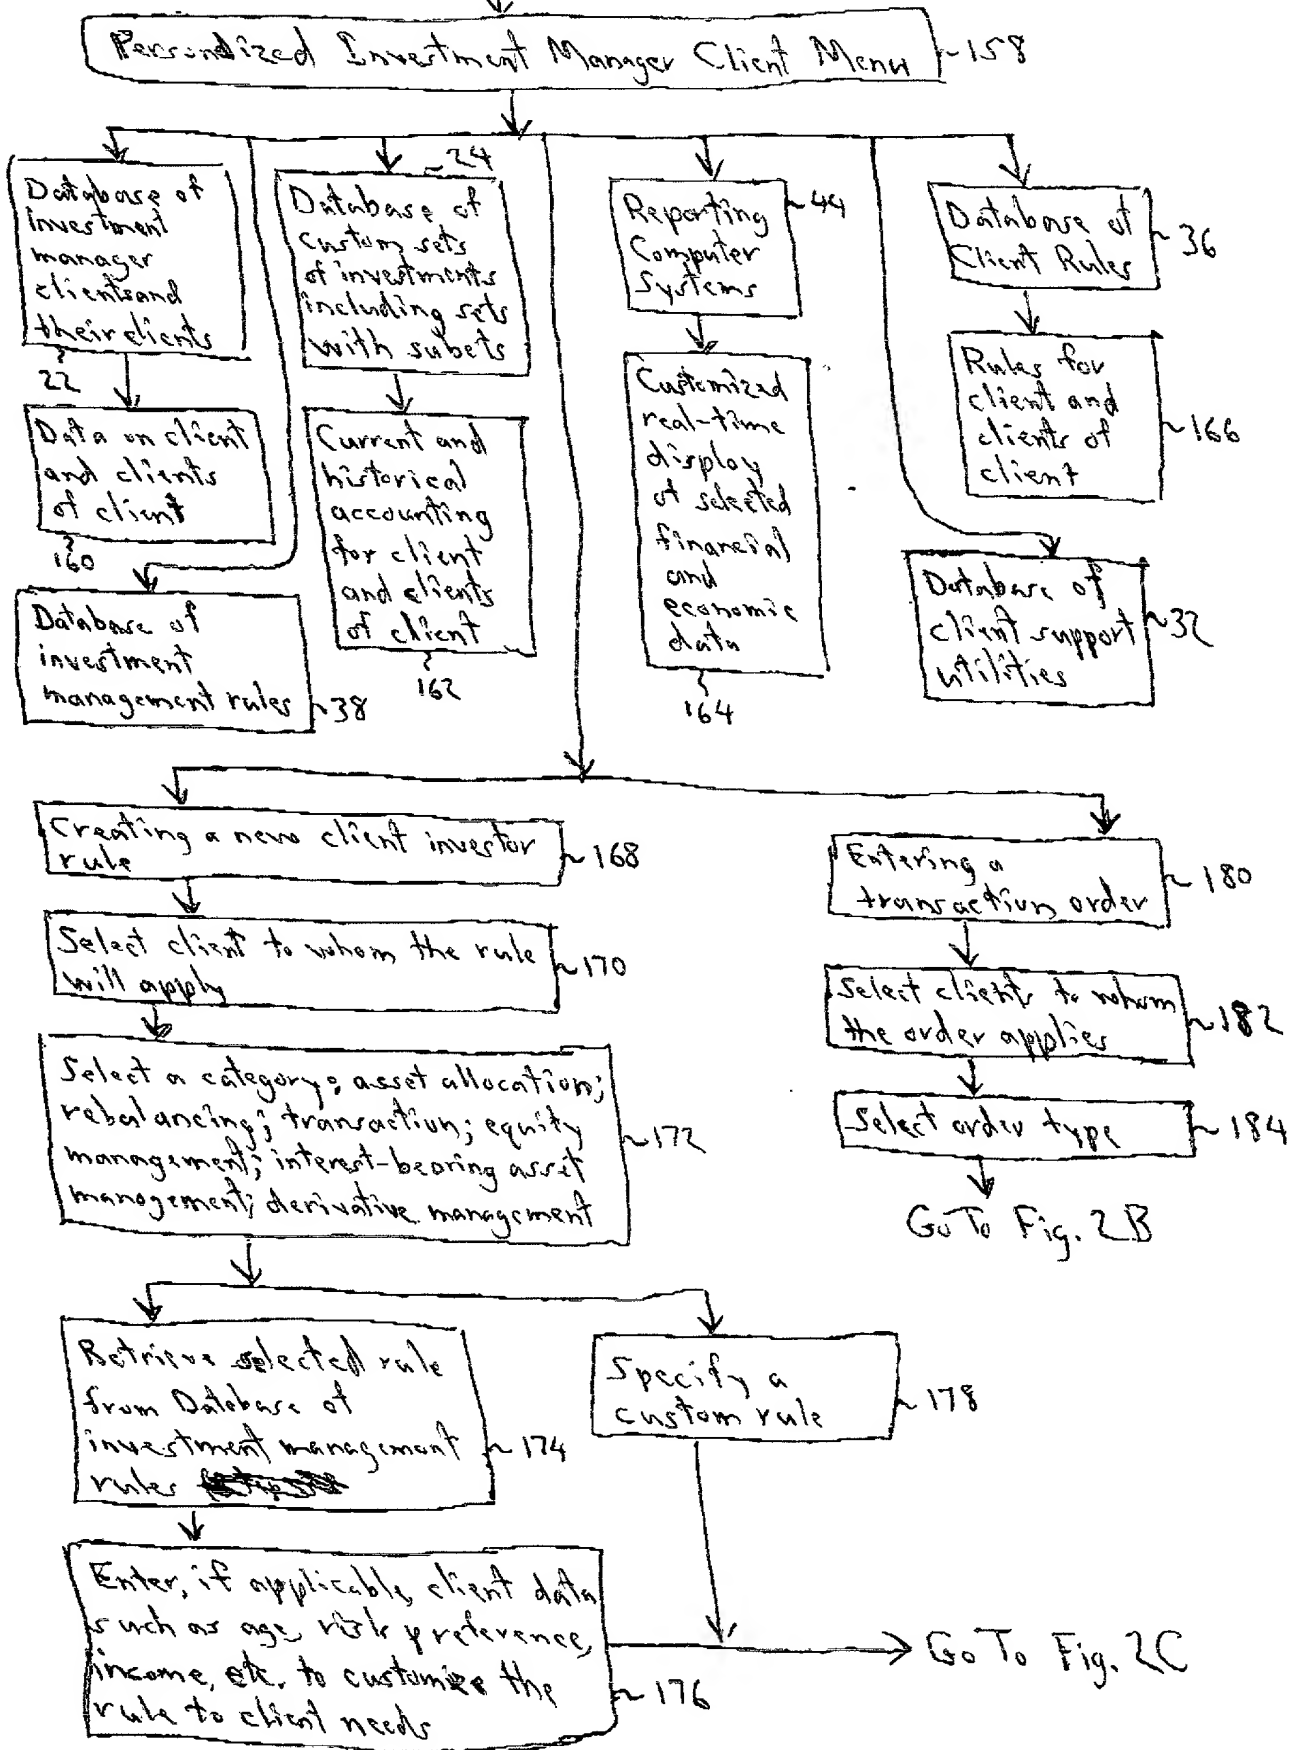 Personalized Investment Manager Client Menu
158
Database of
investment
manager
clients and
their clients
22
24
Database of
custom sets
of investments
including sets
with subets
Reporting
Computer
Systems
44
Database of
Client Rules
36
Data on client
and clients
of client
160
Current and
historical
accounting
for client
and clients
of client
162
Customized
real-time
display
of selected
financial
and
economic
data
164
Rules for
client and
clients of
client
166
Database of
investment
management rules
38
Database of
client support
utilities
32
Creating a new client investor
rule
168
Select client to whom the rule
will apply
170
Select a category: asset allocation;
rebalancing; transaction; equity
management; interest-bearing asset
management; derivative management
172
Entering a
transaction order
180
Select clients to whom
the order applies
182
Select order type
184
Go To Fig. 2B
Retrieve selected rule
from Database of
investment management
rules
174
Specify a
custom rule
178
Enter, if applicable, client data
such as age, risk preference,
income, etc. to customize the
rule to client needs
176
Go To Fig. 2C